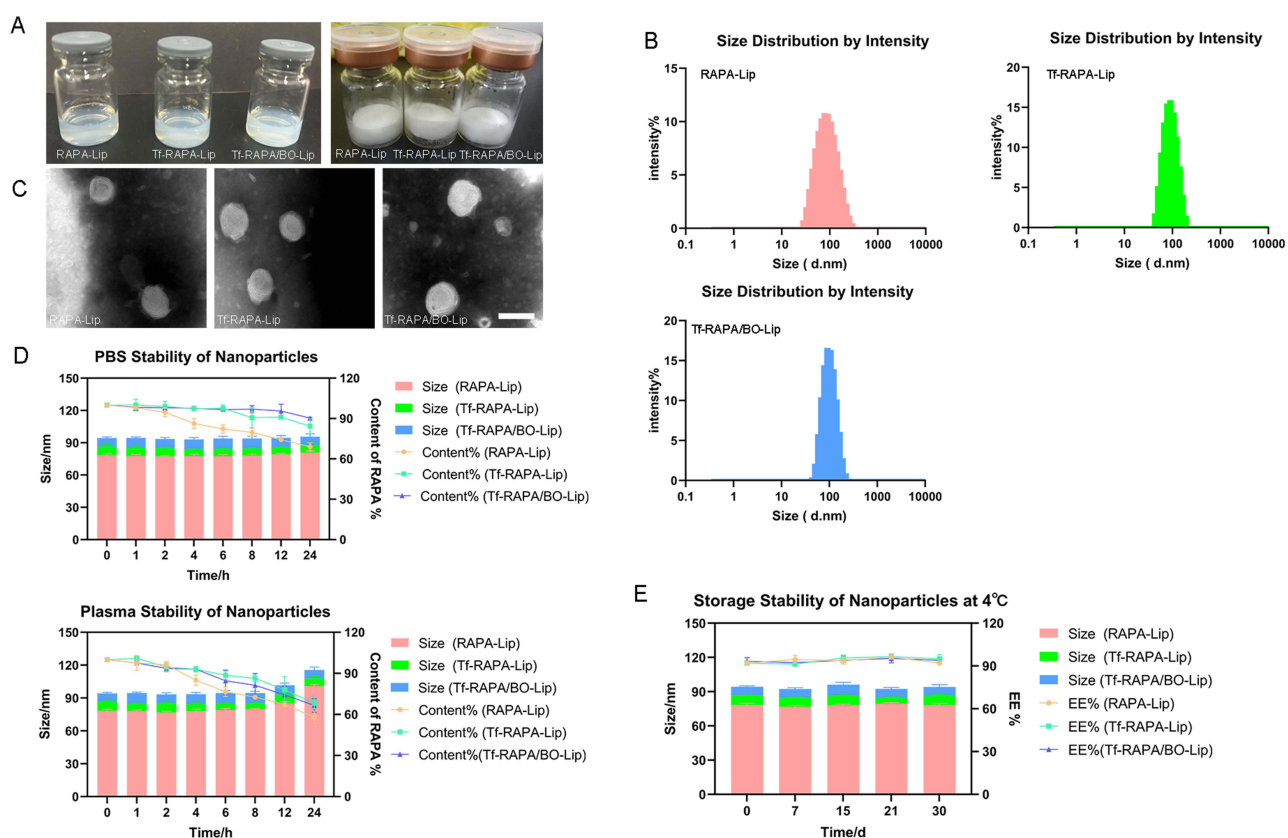 A
RAPA-Lip
Tf-RAPA-Lip
Tf-RAPA/BO-Lip
RAPA-Lip
Tf-RAPA-Lip
Tf-RAPA/BO-Lip
B
Size Distribution by Intensity
RAPA-Lip
intensity%
15
10
5
0
0.1 1 10 100 1000 10000
Size ( d.nm)
Size Distribution by Intensity
Tf-RAPA-Lip
intensity%
20
15
10
5
0
0.1 1 10 100 1000 10000
Size ( d.nm)
Size Distribution by Intensity
Tf-RAPA/BO-Lip
intensity%
20
15
10
5
0
0.1 1 10 100 1000 10000
Size ( d.nm)
C
RAPA-Lip
Tf-RAPA-Lip
Tf-RAPA/BO-Lip
D
PBS Stability of Nanoparticles
Size/nm
150
120
90
60
30
0
0 1 2 4 6 8 12 24
Time/h
120
90
60
30
0
Content of RAPA %
Size (RAPA-Lip)
Size (Tf-RAPA-Lip)
Size (Tf-RAPA/BO-Lip)
Content% (RAPA-Lip)
Content% (Tf-RAPA-Lip)
Content% (Tf-RAPA/BO-Lip)
Plasma Stability of Nanoparticles
Size/nm
150
120
90
60
30
0
0 1 2 4 6 8 12 24
Time/h
120
90
60
30
0
Content of RAPA %
Size (RAPA-Lip)
Size (Tf-RAPA-Lip)
Size (Tf-RAPA/BO-Lip)
Content% (RAPA-Lip)
Content% (Tf-RAPA-Lip)
Content%(Tf-RAPA/BO-Lip)
E
Storage Stability of Nanoparticles at 4℃
Size/nm
150
120
90
60
30
0
0 7 15 21 30
Time/d
120
90
60
30
0
EE %
Size (RAPA-Lip)
Size (Tf-RAPA-Lip)
Size (Tf-RAPA/BO-Lip)
EE% (RAPA-Lip)
EE% (Tf-RAPA-Lip)
EE%(Tf-RAPA/BO-Lip)